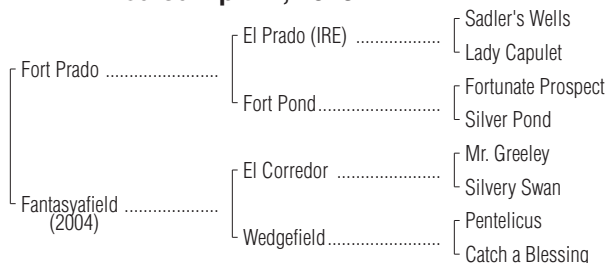 Sadler's Wells
El Prado (IRE) ....................
Lady Capulet
Fort Prado ...........................
Fortunate Prospect
Fort Pond...........................
Silver Pond
Mr. Greeley
El Corredor ........................
Silvery Swan
Fantasyafield ......................
(2004)
Pentelicus
Wedgefield..........................
Catch a Blessing